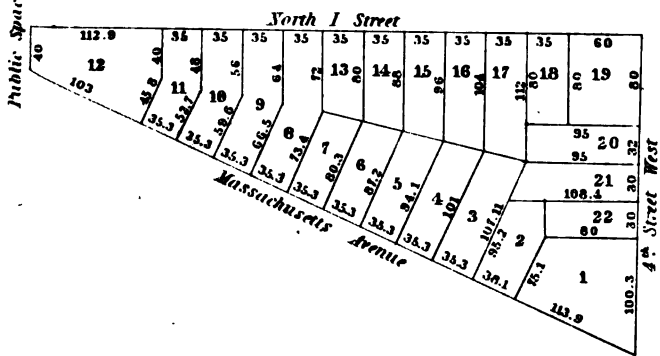 North I Street
Public Spac
112.9 35 35 35 35 35 35 35 35 35 35 60
40 12 40 48 56 64 72 13 80 14 88 15 96 16 104 17 112 18 80 80 19 80
103 45.8 11 52.7 10 59.6 9 66.5 8 73.4 7 80.3 6 87.2 5 94.1 4 101 3 107.11 95.2 2 75.1 1
95 20 32
95
21 30
108.4
22 30
80
35.3 35.3 35.3 35.3 35.3 35.3 35.3 35.3 35.3 38.1 113.9
100.3
Massachusetts Avenue
4th Street West